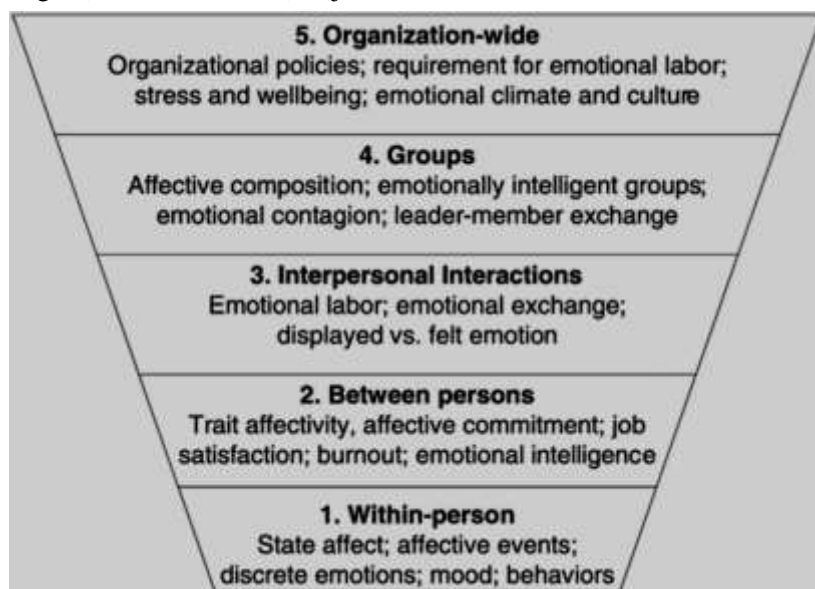 5. Organization-wide
Organizational policies; requirement for emotional labor;
stress and wellbeing; emotional climate and culture
4. Groups
Affective composition; emotionally intelligent groups;
emotional contagion; leader-member exchange
3. Interpersonal Interactions
Emotional labor; emotional exchange;
displayed vs. felt emotion
2. Between persons
Trait affectivity, affective commitment; job
satisfaction; burnout; emotional intelligence
1. Within-person
State affect; affective events;
discrete emotions; mood; behaviors